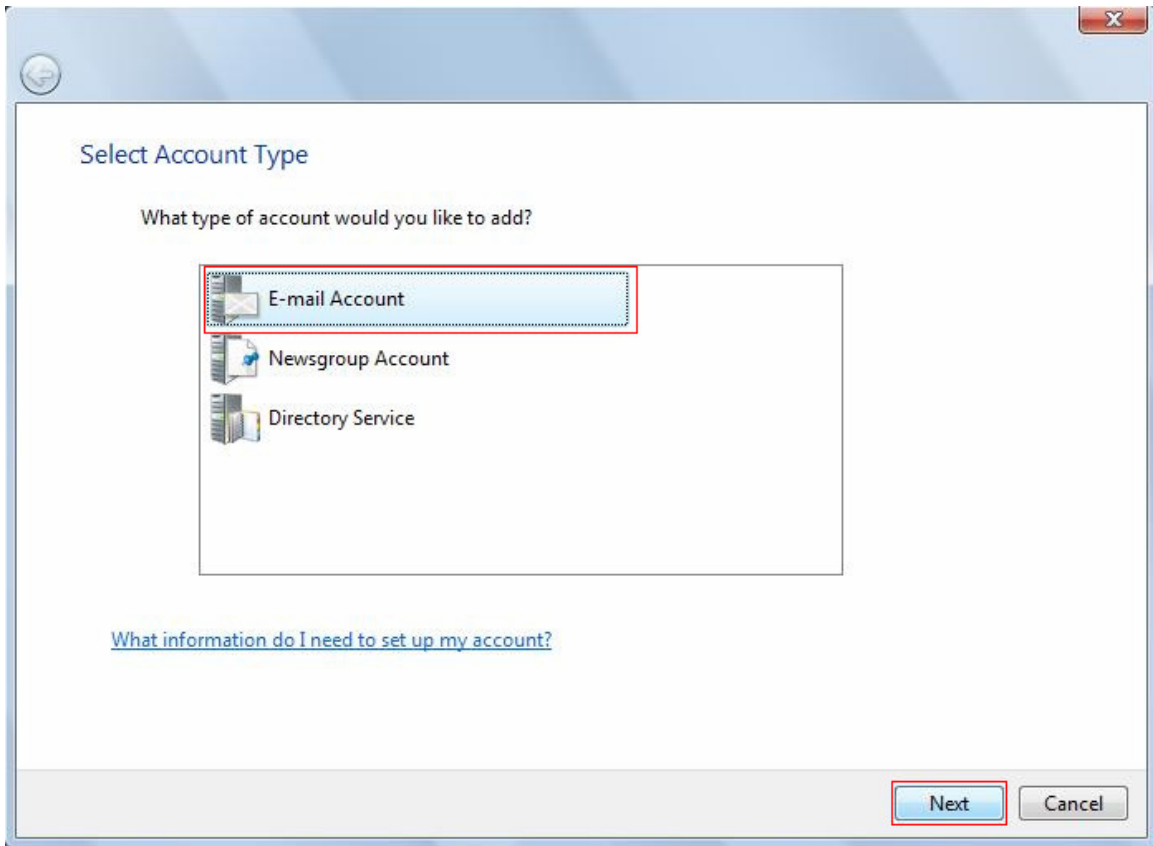 Select Account Type
What type of account would you like to add?
E-mail Account
Newsgroup Account
Directory Service
What information do I need to set up my account?
Next
Cancel